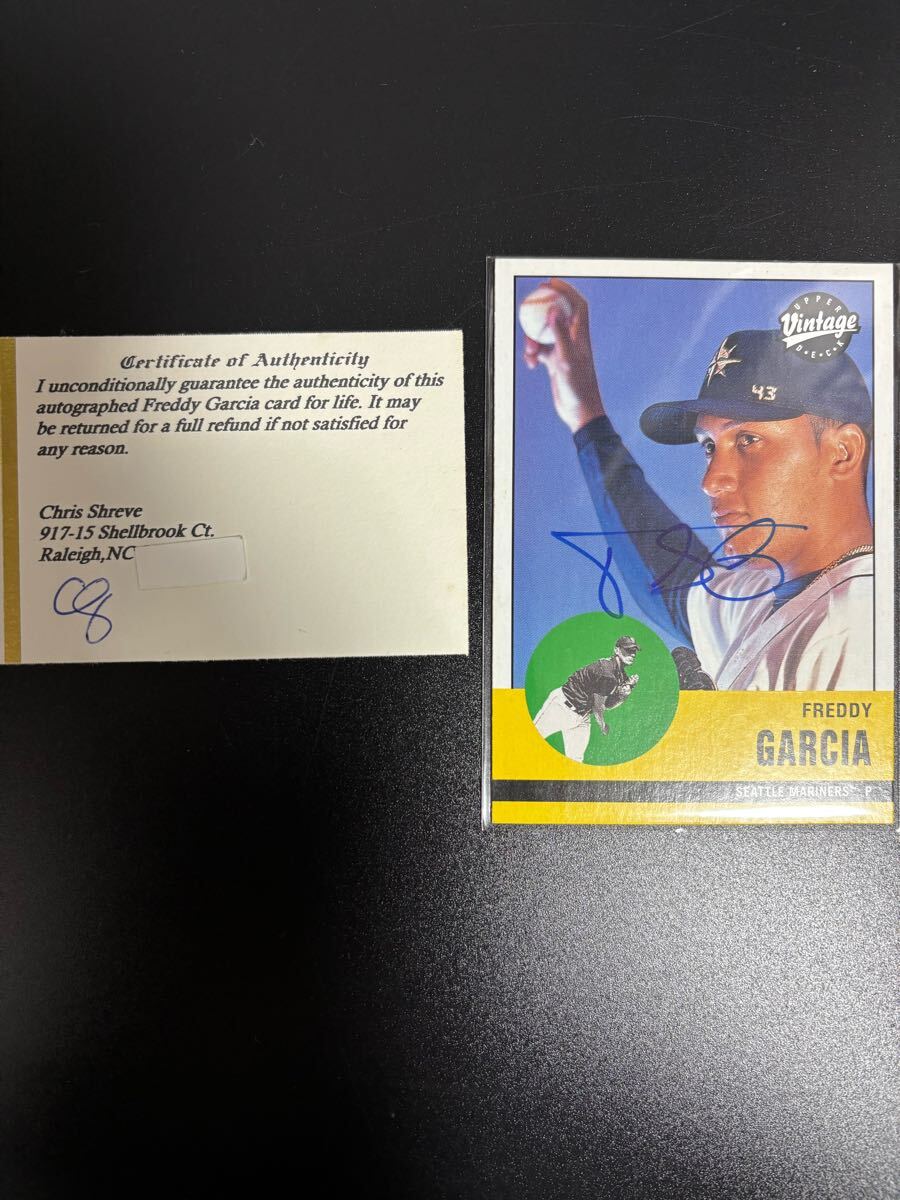 Certificate of Authenticity
I unconditionally guarantee the authenticity of this
autographed Freddy Garcia card for life. It may
be returned for a full refund if not satisfied for
any reason.
Chris Shreve
917-15 Shellbrook Ct.
Raleigh,NC
UPPER
Vintage
D•E•C•K
43
FREDDY
GARCIA
SEATTLE MARINERS™ P